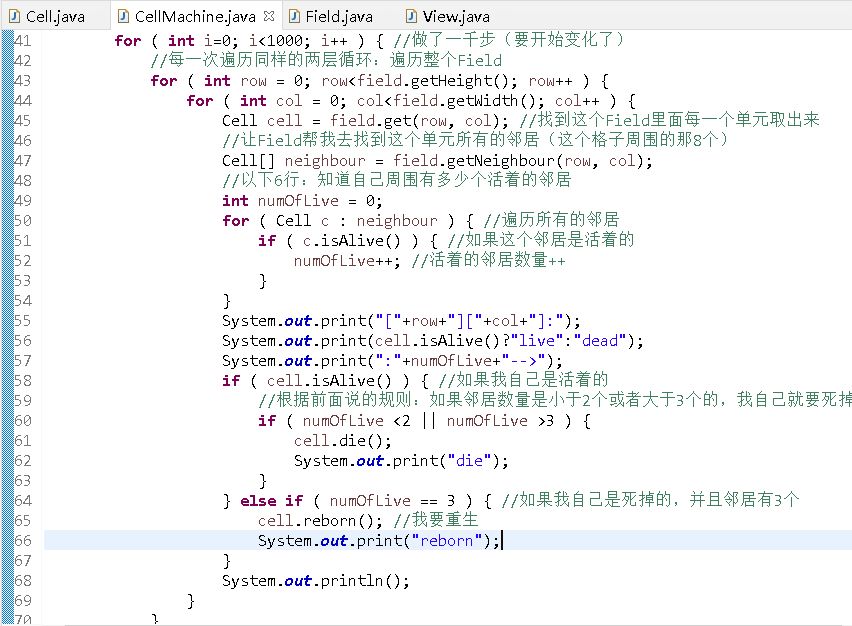 Cell.java CellMachine.java Field.java View.java
41 for ( int i=0; i<1000; i++ ) { //做了一千步（要开始变化了）
42 //每一次遍历同样的两层循环：遍历整个Field
43 for ( int row = 0; row<field.getHeight(); row++ ) {
44 for ( int col = 0; col<field.getWidth(); col++ ) {
45 Cell cell = field.get(row, col); //找到这个Field里面每一个单元取出来
46 //让Field帮我去找到这个单元所有的邻居（这个格子周围的那8个）
47 Cell[] neighbour = field.getNeighbour(row, col);
48 //以下6行：知道自己周围有多少个活着的邻居
49 int numOfLive = 0;
50 for ( Cell c : neighbour ) { //遍历所有的邻居
51 if ( c.isAlive() ) { //如果这个邻居是活着的
52 numOfLive++; //活着的邻居数量++
53 }
54 }
55 System.out.print("["+row+"]["+col+"]:");
56 System.out.print(cell.isAlive()?"live":"dead");
57 System.out.print(":"+numOfLive+"-->");
58 if ( cell.isAlive() ) { //如果我自己是活着的
59 //根据前面说的规则：如果邻居数量是小于2个或者大于3个的，我自己就要死掉
60 if ( numOfLive <2 || numOfLive >3 ) {
61 cell.die();
62 System.out.print("die");
63 }
64 } else if ( numOfLive == 3 ) { //如果我自己是死掉的，并且邻居有3个
65 cell.reborn(); //我要重生
66 System.out.print("reborn");
67 }
68 System.out.println();
69 }
70 }